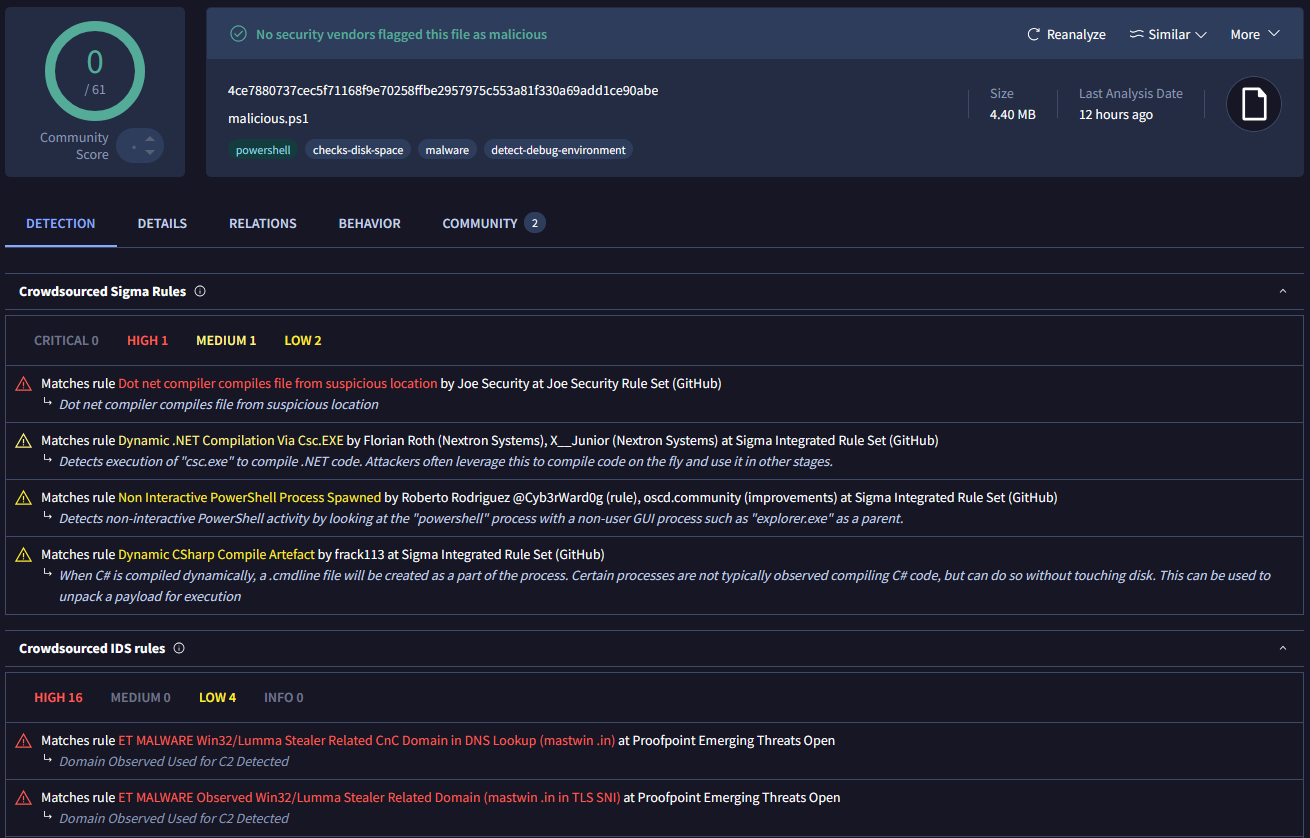 0
/ 61
Community
Score
No security vendors flagged this file as malicious
Reanalyze
Similar
More
4ce7880737cec5f71168f9e70258ffbe2957975c553a81f330a69add1ce90abe
malicious.ps1
powershell
checks-disk-space
malware
detect-debug-environment
Size
4.40 MB
Last Analysis Date
12 hours ago
DETECTION
DETAILS
RELATIONS
BEHAVIOR
COMMUNITY 2
Crowdsourced Sigma Rules
CRITICAL 0 HIGH 1 MEDIUM 1 LOW 2
Matches rule Dot net compiler compiles file from suspicious location by Joe Security at Joe Security Rule Set (GitHub)
Dot net compiler compiles file from suspicious location
Matches rule Dynamic .NET Compilation Via Csc.EXE by Florian Roth (Nextron Systems), X__Junior (Nextron Systems) at Sigma Integrated Rule Set (GitHub)
Detects execution of "csc.exe" to compile .NET code. Attackers often leverage this to compile code on the fly and use it in other stages.
Matches rule Non Interactive PowerShell Process Spawned by Roberto Rodriguez @Cyb3rWard0g (rule), oscd.community (improvements) at Sigma Integrated Rule Set (GitHub)
Detects non-interactive PowerShell activity by looking at the "powershell" process with a non-user GUI process such as "explorer.exe" as a parent.
Matches rule Dynamic CSharp Compile Artefact by frack113 at Sigma Integrated Rule Set (GitHub)
When C# is compiled dynamically, a .cmdline file will be created as a part of the process. Certain processes are not typically observed compiling C# code, but can do so without touching disk. This can be used to
unpack a payload for execution
Crowdsourced IDS rules
HIGH 16 MEDIUM 0 LOW 4 INFO 0
Matches rule ET MALWARE Win32/Lumma Stealer Related CnC Domain in DNS Lookup (mastwin .in) at Proofpoint Emerging Threats Open
Domain Observed Used for C2 Detected
Matches rule ET MALWARE Observed Win32/Lumma Stealer Related Domain (mastwin .in in TLS SNI) at Proofpoint Emerging Threats Open
Domain Observed Used for C2 Detected